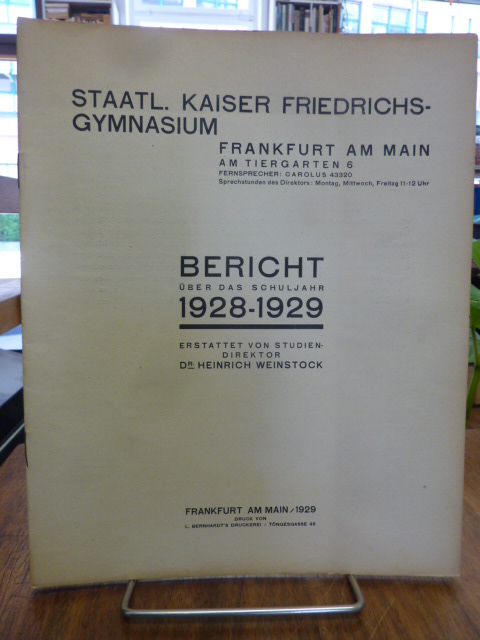 STAATL. KAISER FRIEDRICHS-
GYMNASIUM
FRANKFURT AM MAIN
AM TIERGARTEN 6
FERNSPRECHER: CAROLUS 43320
Sprechstunden des Direktors: Montag, Mittwoch, Freitag 11-12 Uhr
BERICHT
ÜBER DAS SCHULJAHR
1928-1929
ERSTATTET VON STUDIEN-
DIREKTOR
DR. HEINRICH WEINSTOCK
FRANKFURT AM MAIN/1929
DRUCK VON
L. BERNHARDT'S DRUCKEREI / TÖNGESGASSE 46